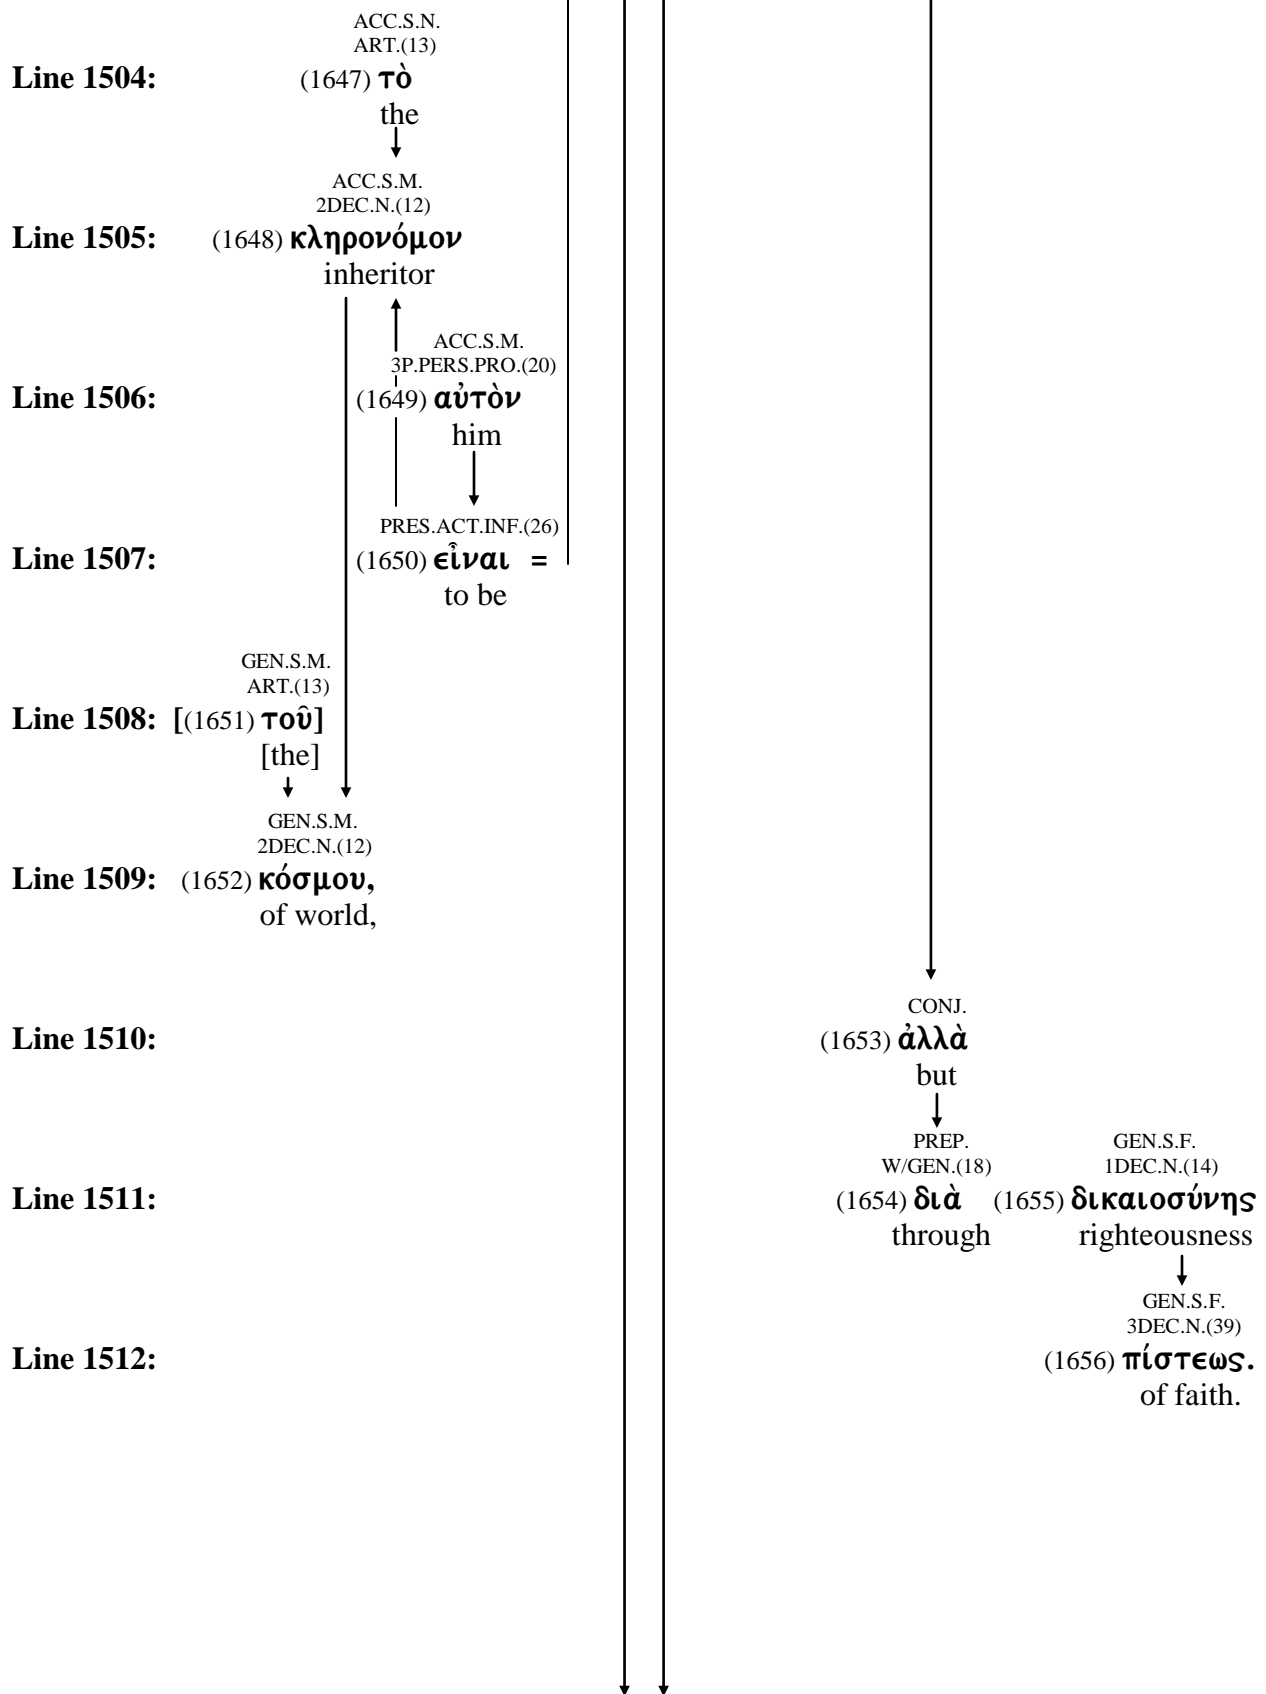 ACC.S.N.
ART.(13)
Line 1504: (1647) τὸ
the
ACC.S.M.
2DEC.N.(12)
Line 1505: (1648) κληρονόμον
inheritor
ACC.S.M.
3P.PERS.PRO.(20)
Line 1506: (1649) αὐτὸν
him
PRES.ACT.INF.(26)
Line 1507: (1650) εἶναι =
to be
GEN.S.M.
ART.(13)
Line 1508: [(1651) τοῦ]
[the]
GEN.S.M.
2DEC.N.(12)
Line 1509: (1652) κόσμου,
of world,
CONJ.
Line 1510: (1653) ἀλλὰ
but
PREP. GEN.S.F.
W/GEN.(18) 1DEC.N.(14)
Line 1511: (1654) διὰ (1655) δικαιοσύνης
through righteousness
GEN.S.F.
3DEC.N.(39)
Line 1512: (1656) πίστεως.
of faith.